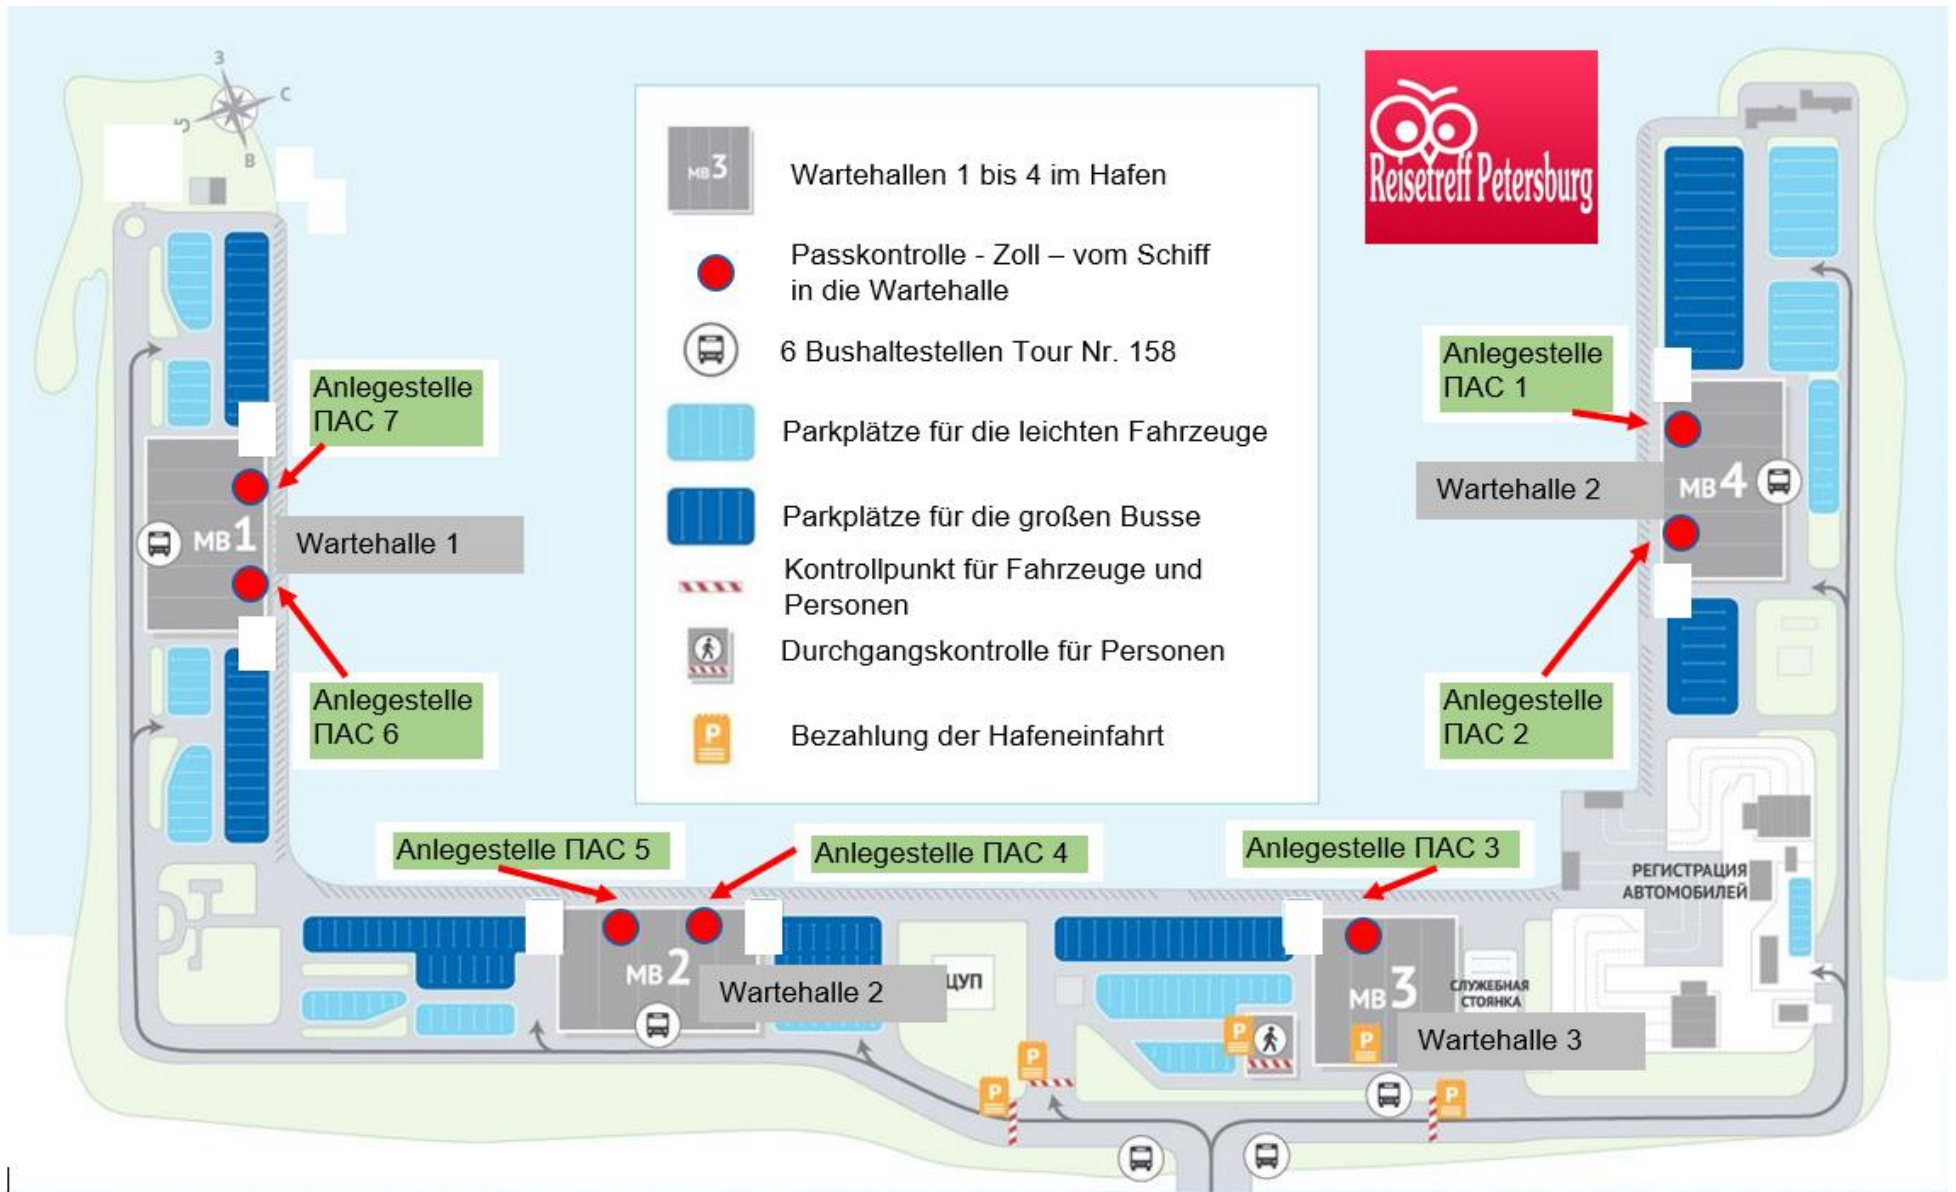 З
С
Ю
В
МВ 3
Wartehallen 1 bis 4 im Hafen
Passkontrolle - Zoll – vom Schiff
in die Wartehalle
6 Bushaltestellen Tour Nr. 158
Parkplätze für die leichten Fahrzeuge
Parkplätze für die großen Busse
Kontrollpunkt für Fahrzeuge und
Personen
Durchgangskontrolle für Personen
P
Bezahlung der Hafeneinfahrt
Reisetreff Petersburg
Anlegestelle
ПАС 7
МВ 1
Wartehalle 1
Anlegestelle
ПАС 6
Anlegestelle
ПАС 1
Wartehalle 2
МВ 4
Anlegestelle
ПАС 2
Anlegestelle ПАС 5
Anlegestelle ПАС 4
Anlegestelle ПАС 3
РЕГИСТРАЦИЯ
АВТОМОБИЛЕЙ
МВ 2
Wartehalle 2
ЦУП
МВ 3
СЛУЖЕБНАЯ
СТОЯНКА
Wartehalle 3
P
P
P
P
P